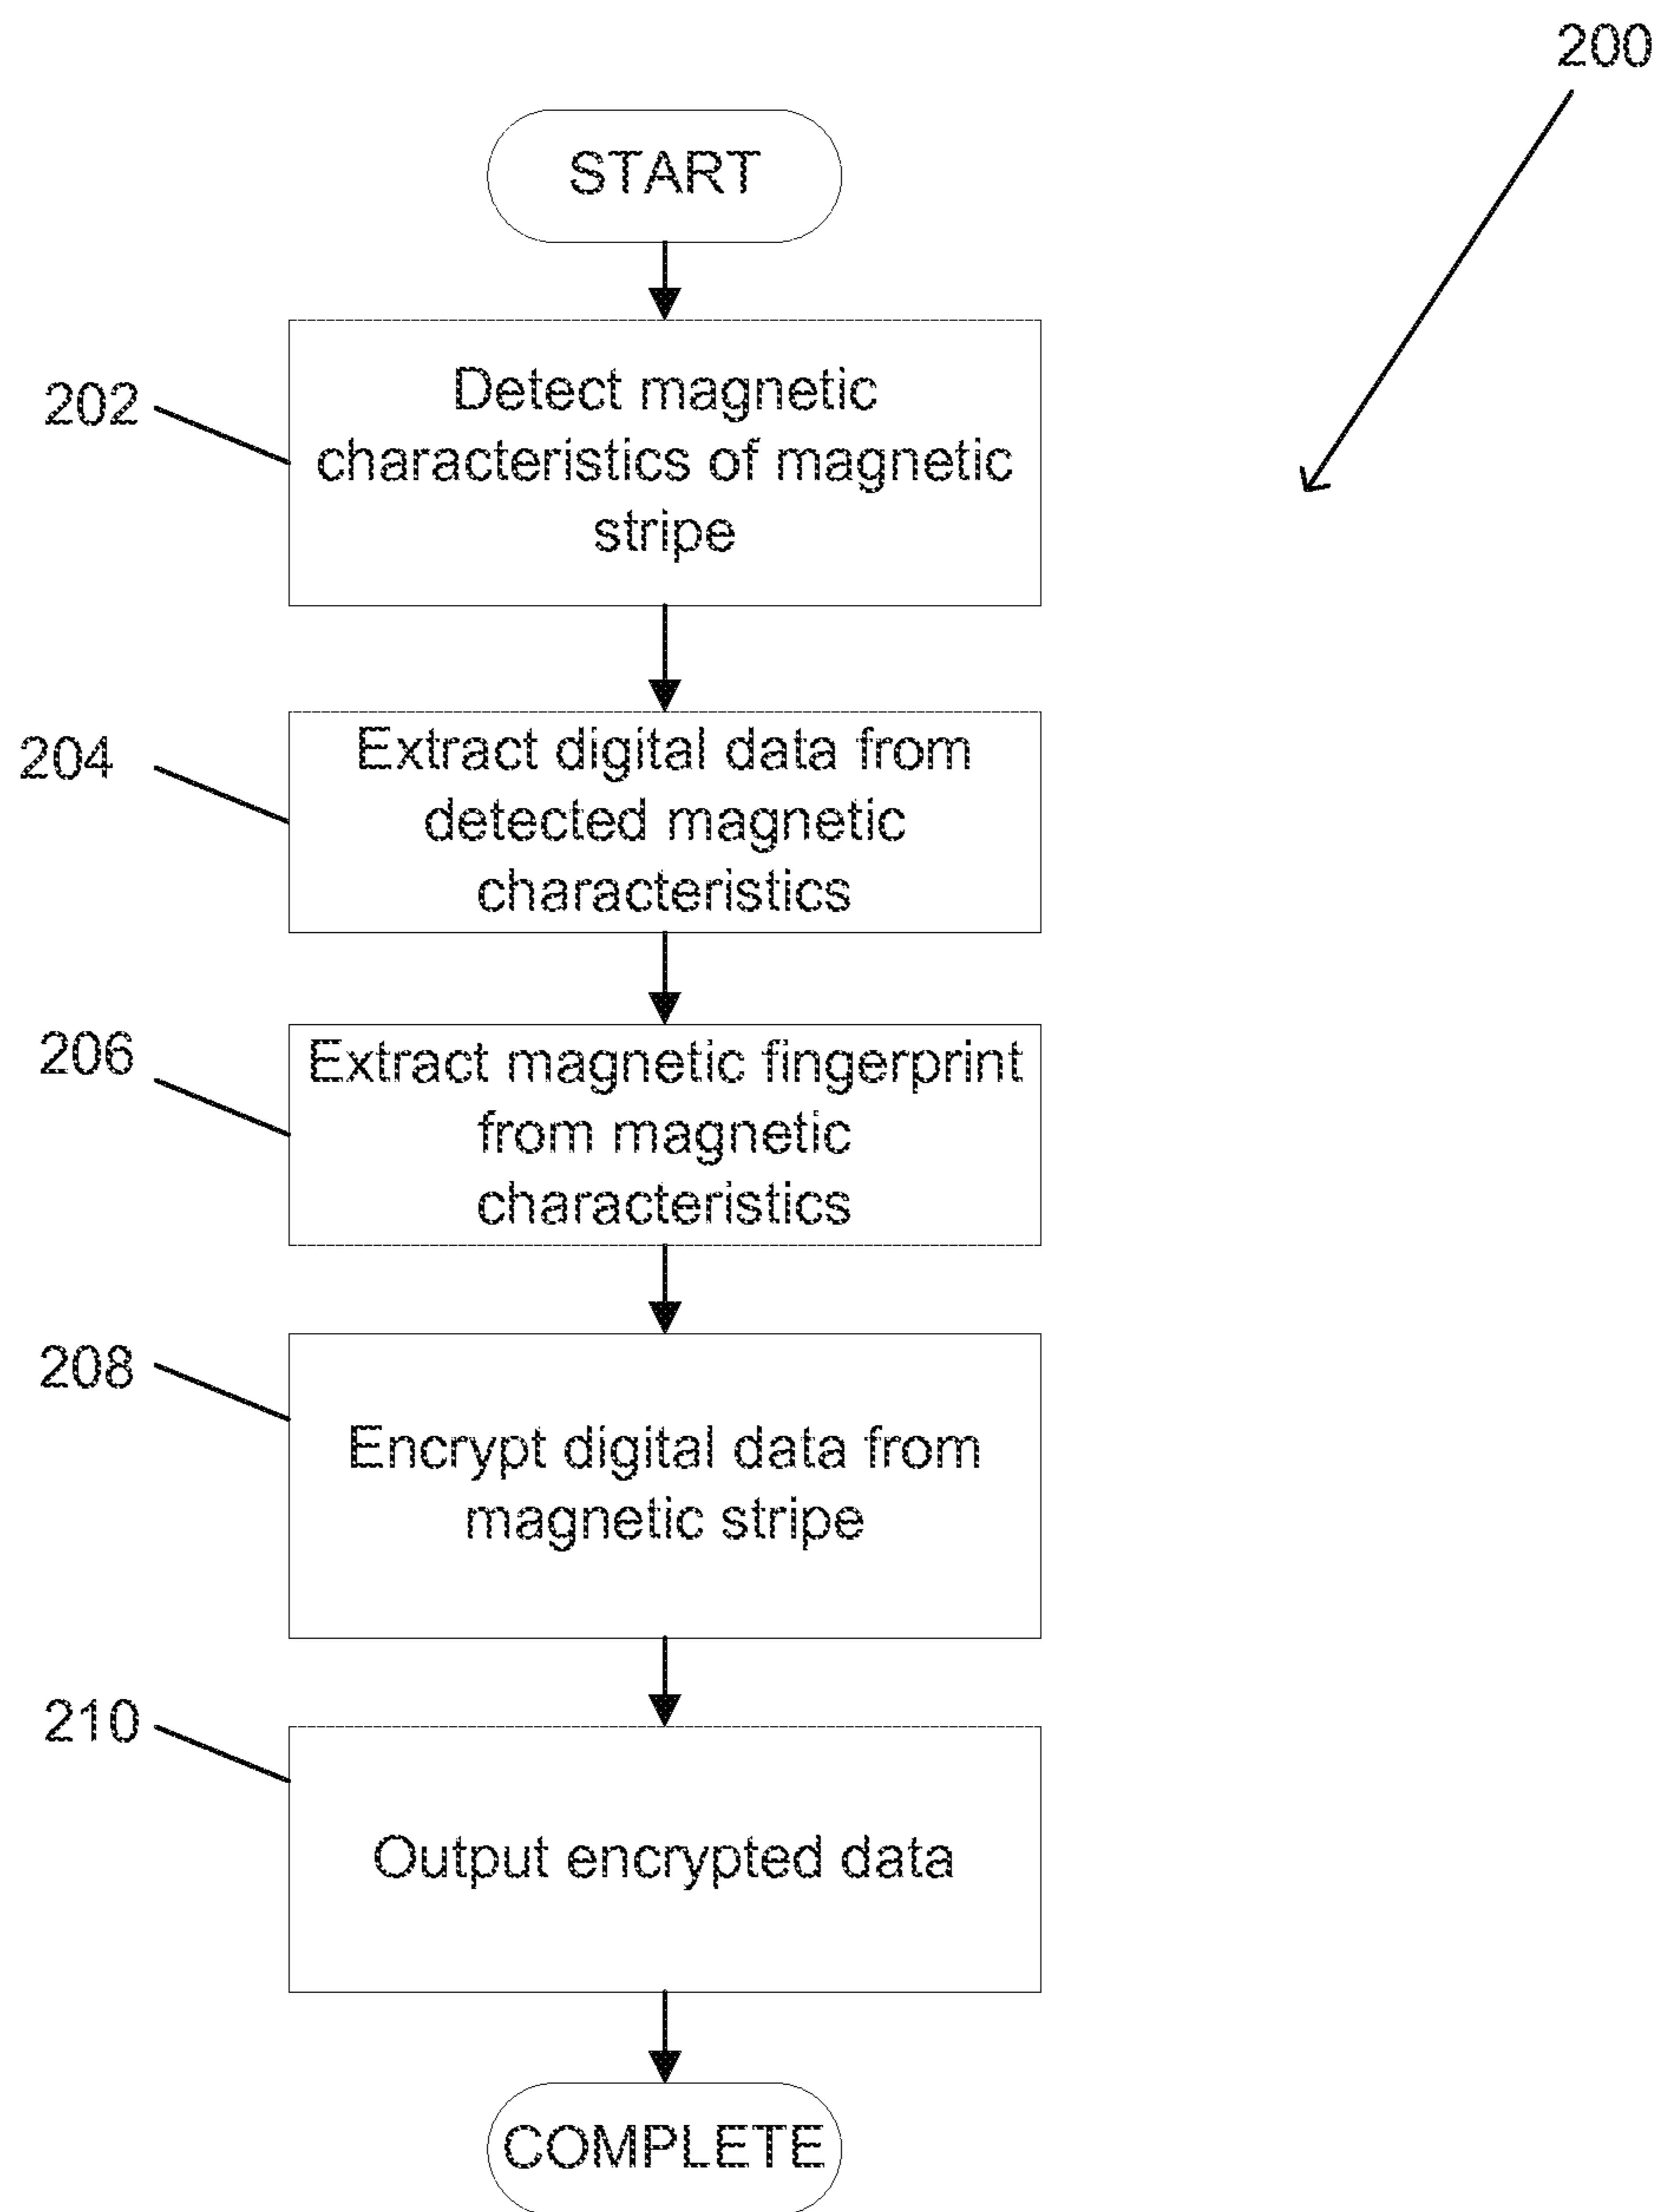 200
START
202
Detect magnetic
characteristics of magnetic
stripe
204
Extract digital data from
detected magnetic
characteristics
206
Extract magnetic fingerprint
from magnetic
characteristics
208
Encrypt digital data from
magnetic stripe
210
Output encrypted data
COMPLETE